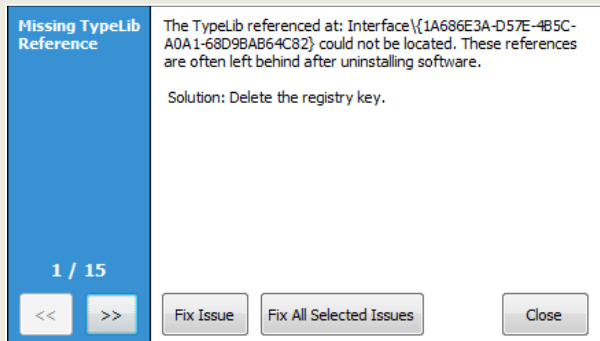 Missing TypeLib
Reference
The TypeLib referenced at: Interface\{1A686E3A-D57E-4B5C-
A0A1-68D9BAB64C82} could not be located. These references
are often left behind after uninstalling software.
Solution: Delete the registry key.
1 / 15
<<
>>
Fix Issue
Fix All Selected Issues
Close